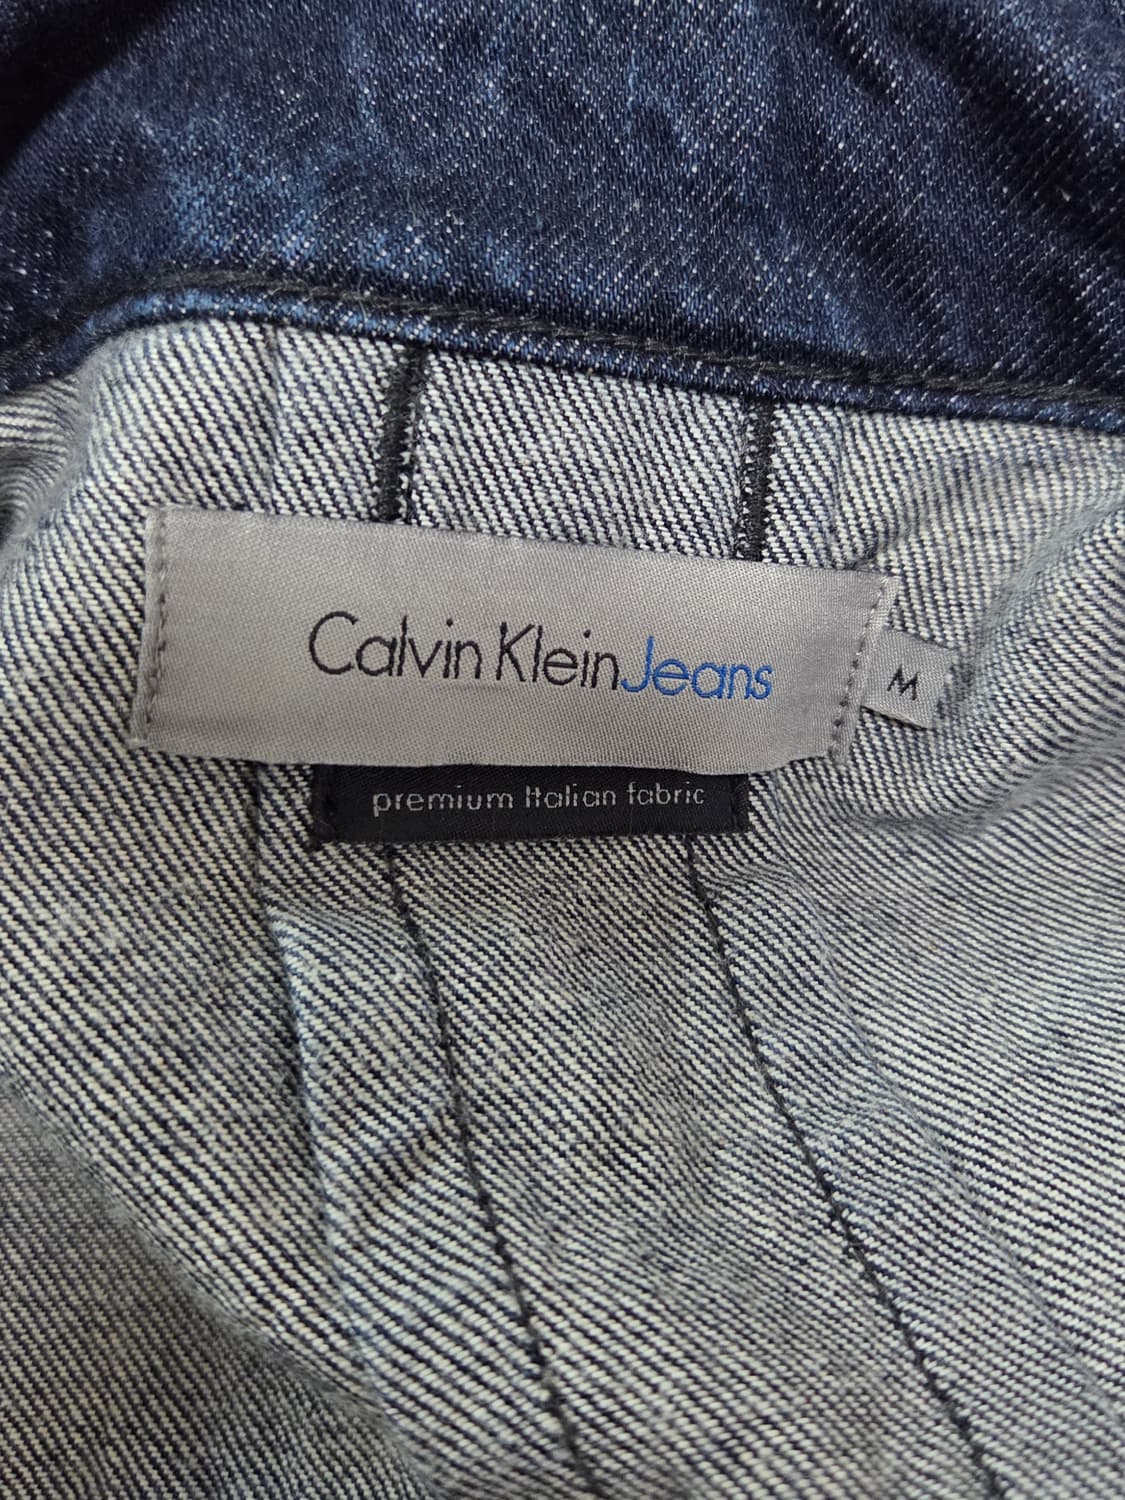 Calvin Klein Jeans
M
premium Italian fabric